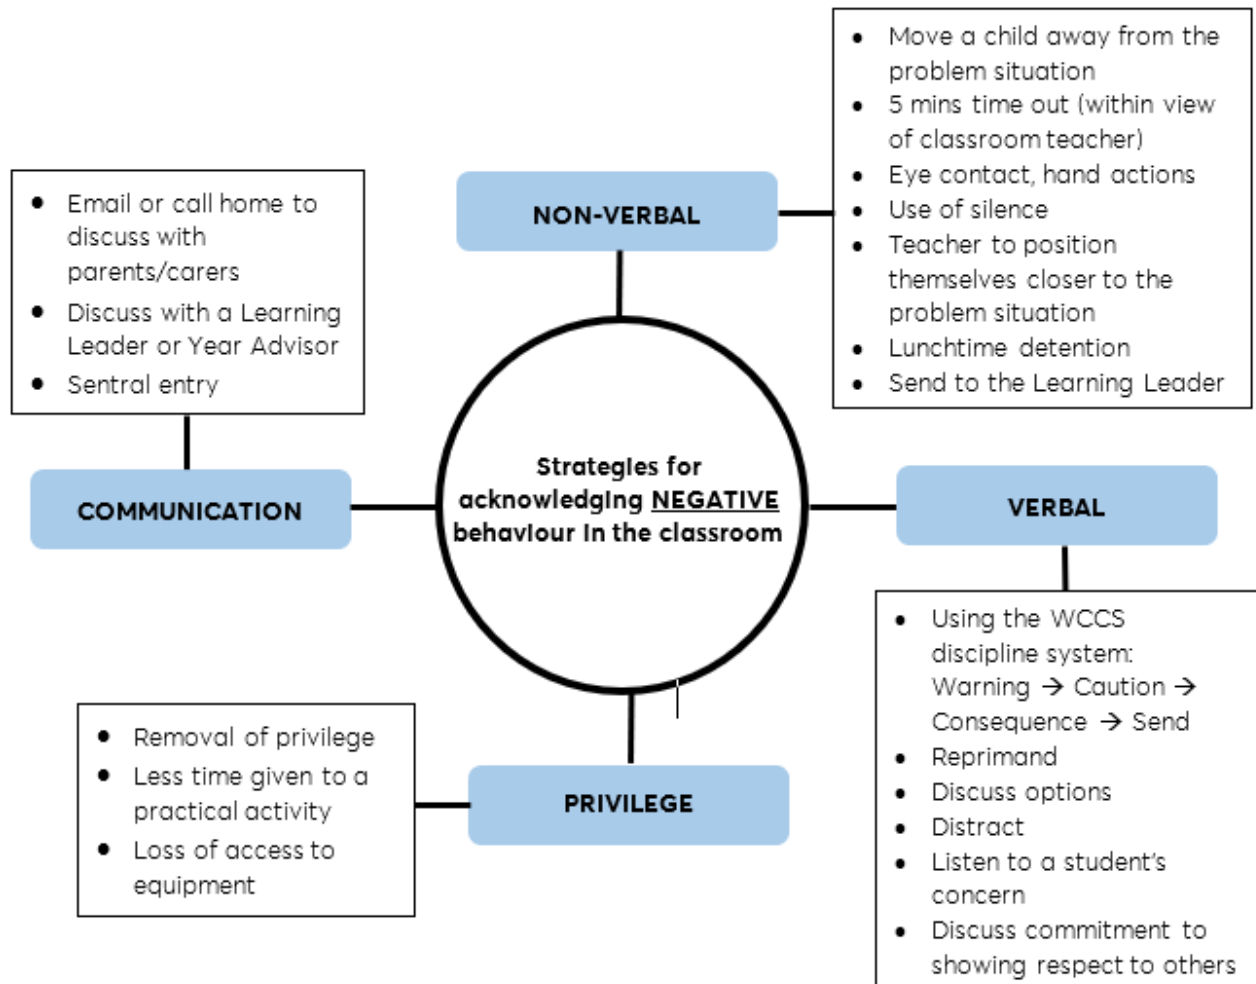 • Move a child away from the
problem situation
• 5 mins time out (within view
of classroom teacher)
• Eye contact, hand actions
• Use of silence
• Teacher to position
themselves closer to the
problem situation
• Lunchtime detention
• Send to the Learning Leader
NON-VERBAL
• Email or call home to
discuss with
parents/carers
• Discuss with a Learning
Leader or Year Advisor
• Sentral entry
COMMUNICATION
Strategies for
acknowledging NEGATIVE
behaviour in the classroom
VERBAL
• Using the WCCS
discipline system:
Warning → Caution →
Consequence → Send
• Reprimand
• Discuss options
• Distract
• Listen to a student's
concern
• Discuss commitment to
showing respect to others
• Removal of privilege
• Less time given to a
practical activity
• Loss of access to
equipment
PRIVILEGE